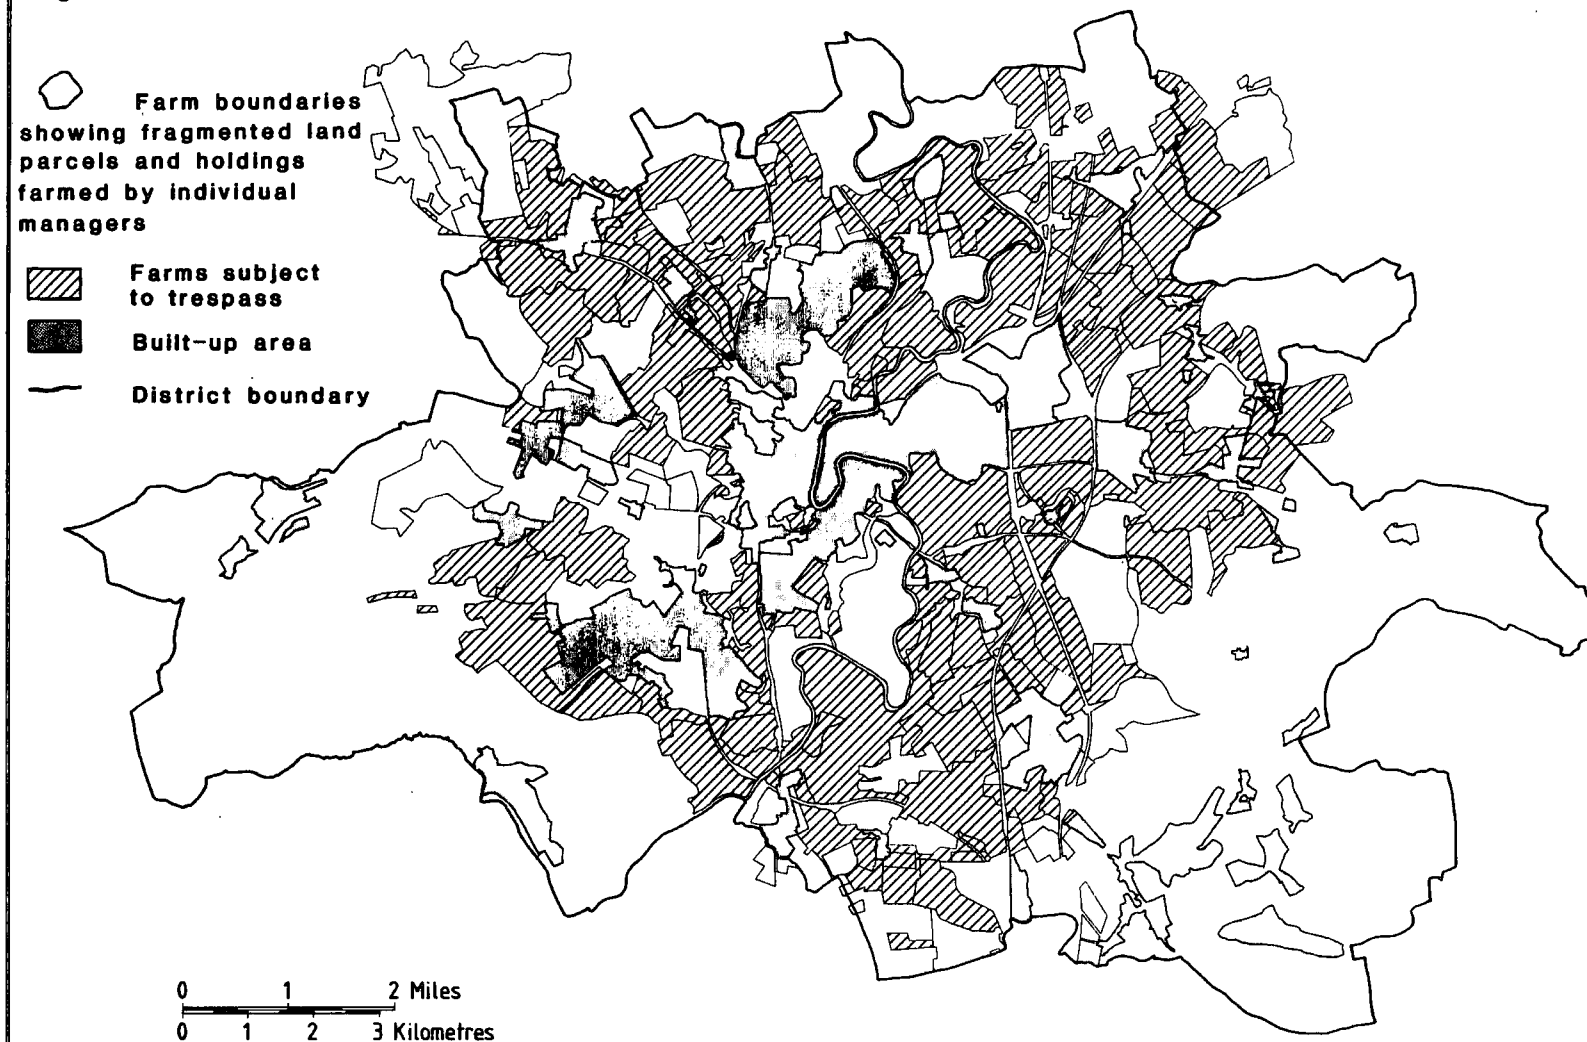 Farm boundaries
showing fragmented land
parcels and holdings
farmed by individual
managers
Farms subject
to trespass
Built-up area
District boundary
0 1 2 Miles
0 1 2 3 Kilometres